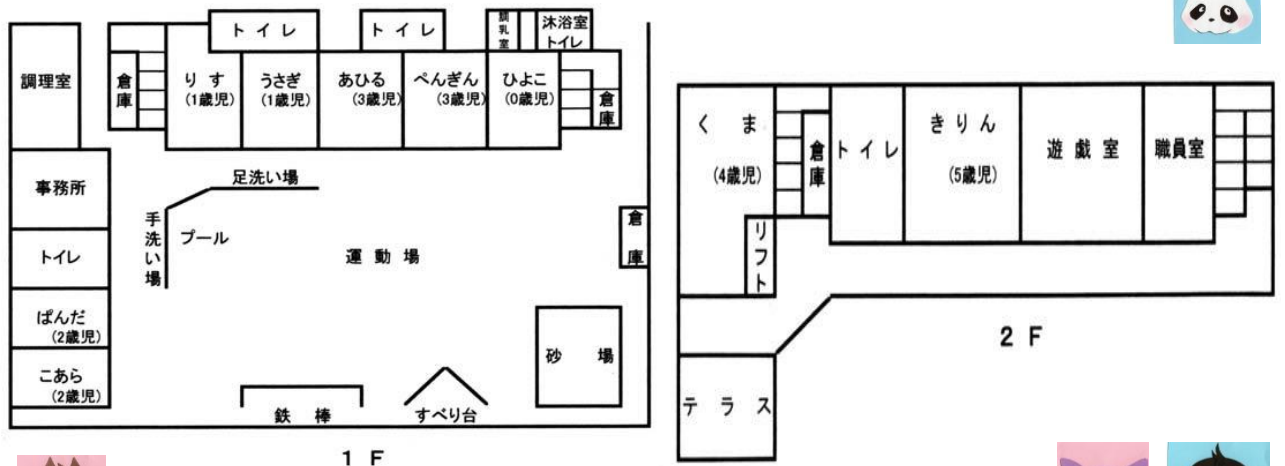 トイレ
トイレ
調乳室
沐浴室
トイレ
調理室
倉庫
りす
(1歳児)
うさぎ
(1歳児)
あひる
(3歳児)
ぺんぎん
(3歳児)
ひよこ
(0歳児)
倉庫
事務所
足洗い場
手洗い場
プール
運動場
倉庫
トイレ
ぱんだ
(2歳児)
こあら
(2歳児)
砂場
鉄棒
すべり台
1F
くま
(4歳児)
倉庫
トイレ
きりん
(5歳児)
遊戯室
職員室
リフト
2F
テラス